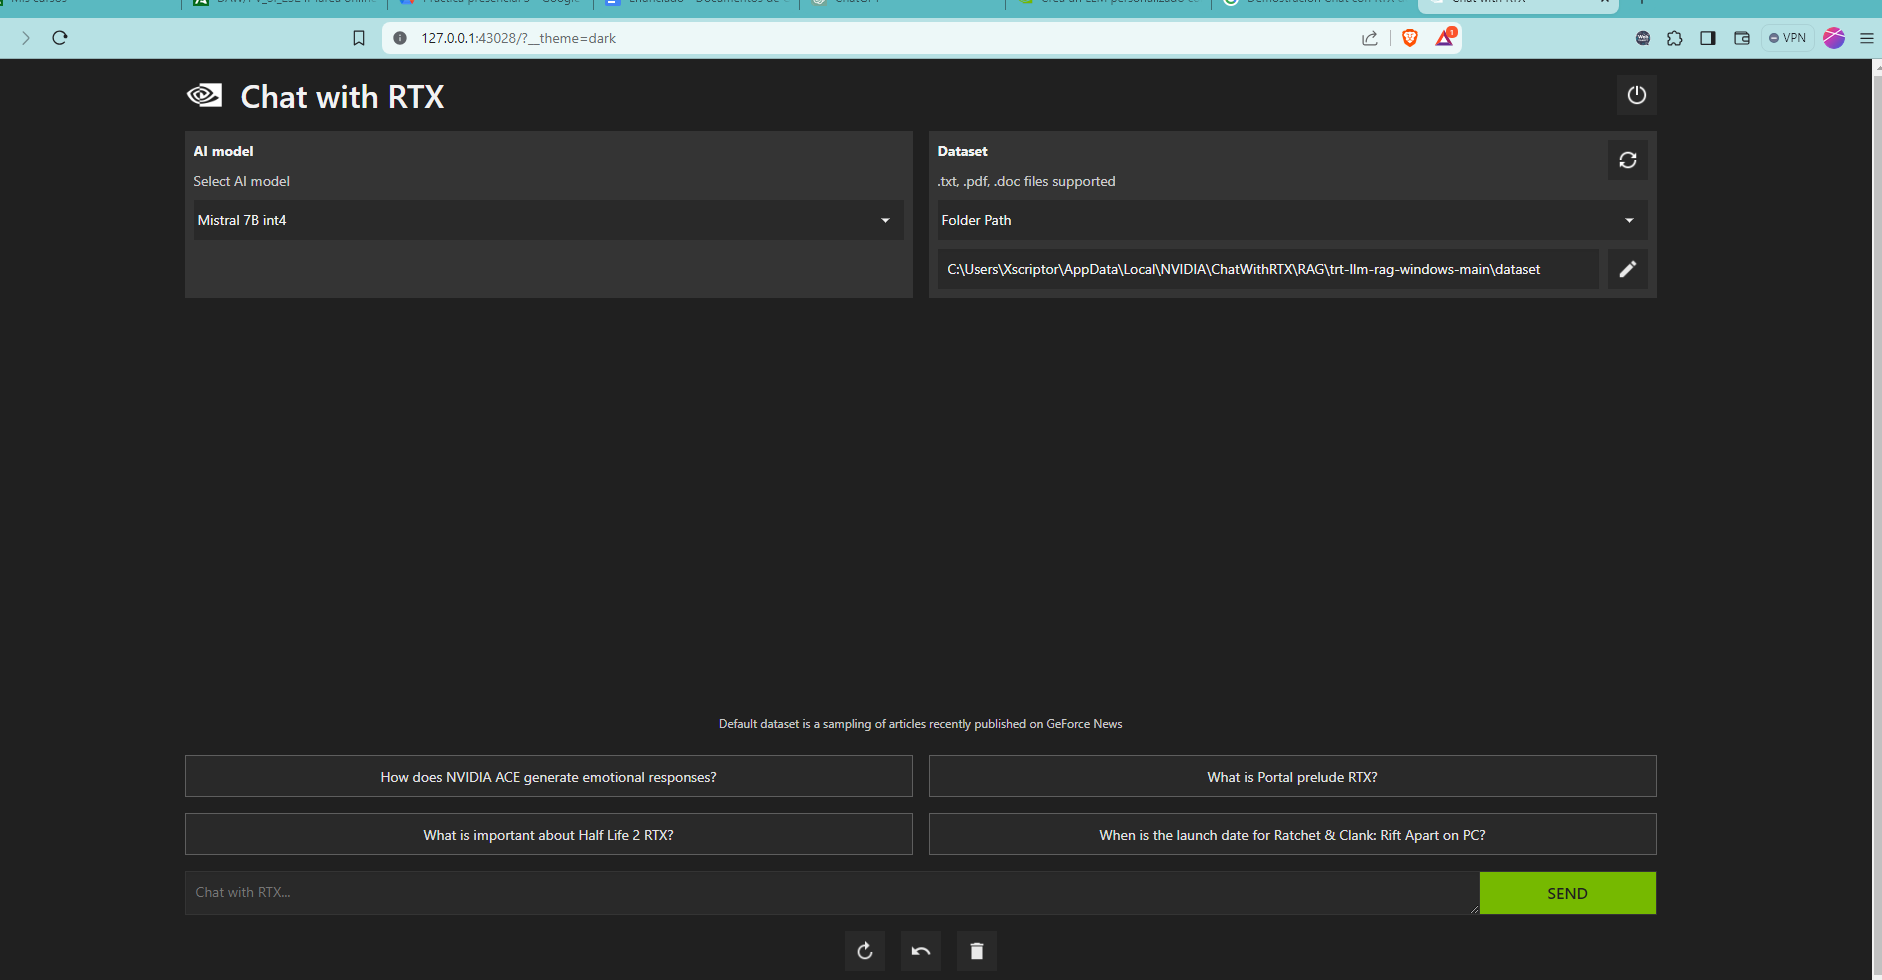 127.0.0.1:43028/?__theme=dark
1
VPN
Chat with RTX
AI model
Select AI model
Mistral 7B int4
Dataset
.txt, .pdf, .doc files supported
Folder Path
C:\Users\Xscriptor\AppData\Local\NVIDIA\ChatWithRTX\RAG\trt-llm-rag-windows-main\dataset
Default dataset is a sampling of articles recently published on GeForce News
How does NVIDIA ACE generate emotional responses?
What is Portal prelude RTX?
What is important about Half Life 2 RTX?
When is the launch date for Ratchet & Clank: Rift Apart on PC?
Chat with RTX...
SEND